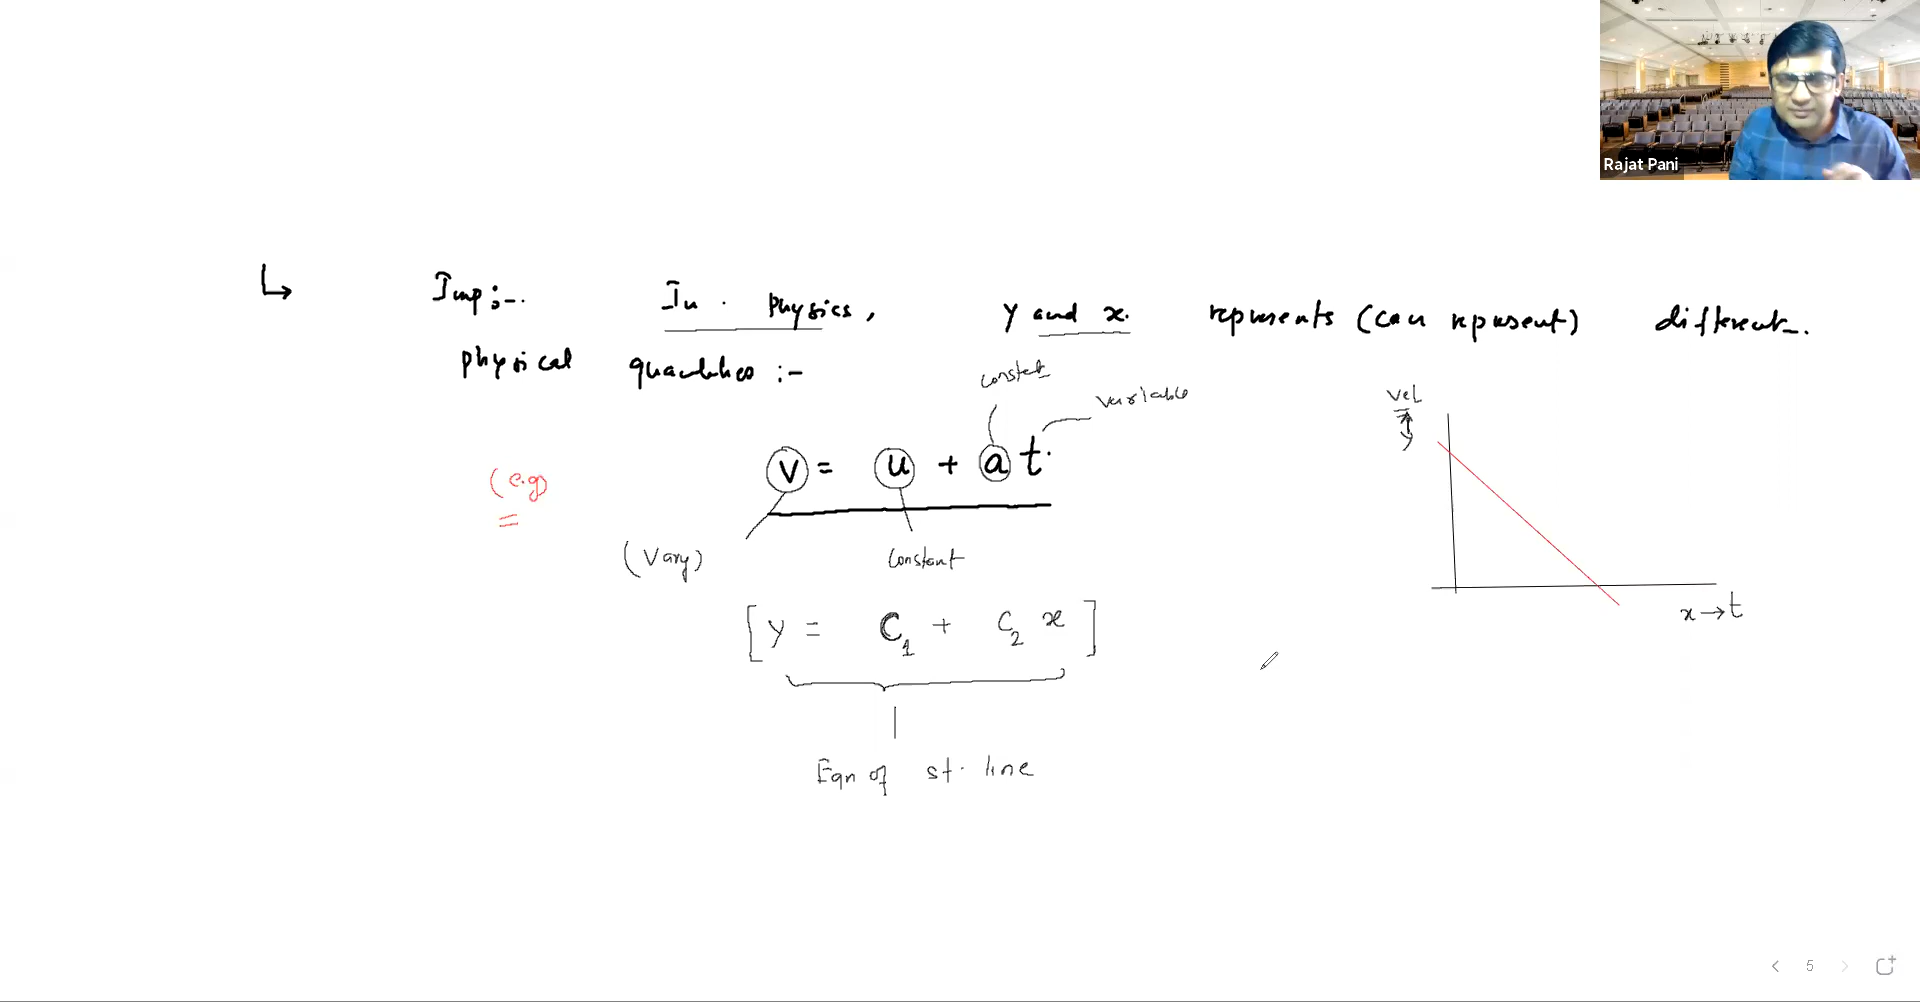 Rajat Pani
↳ Imp:- In physics, y and x represents (can represent) different
physical quantities :-
constant
variable
v = u + at
(e.g)
(Vary)
constant
[y = C₁ + C₂ x]
Eqn of st. line
vel
y
x → t
5